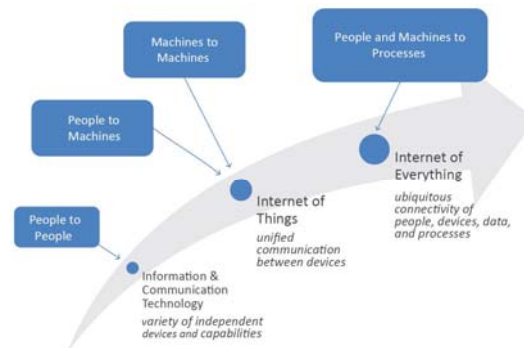 Machines to
Machines
People and Machines to
Processes
People to
Machines
People to
People
Internet of
Everything
ubiquitous
connectivity of
people, devices, data,
and processes
Internet of
Things
unified
communication
between devices
Information &
Communication
Technology
variety of independent
devices and capabilities